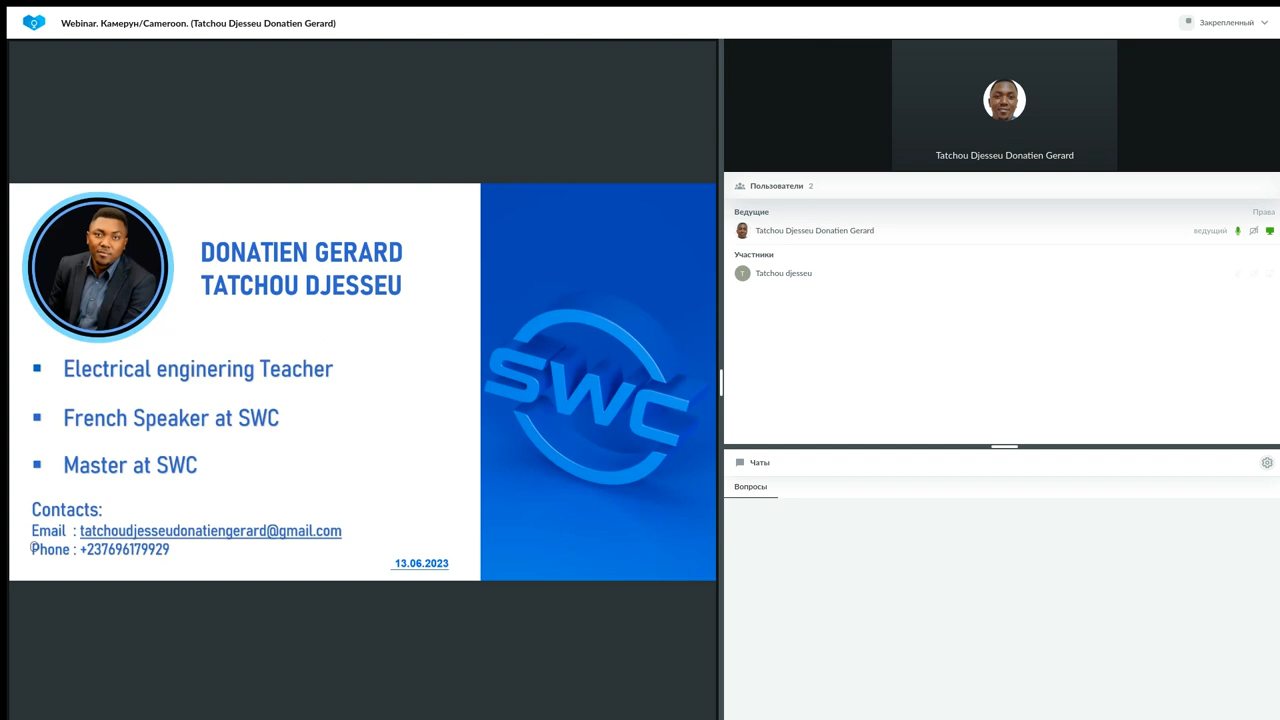 Webinar. Камерун/Cameroon. (Tatchou Djesseu Donatien Gerard)
Закрепленный
DONATIEN GERARD
TATCHOU DJESSEU
▪ Electrical enginering Teacher
▪ French Speaker at SWC
▪ Master at SWC
Contacts:
Email : tatchoudjesseudonatiengerard@gmail.com
Phone : +237696179929
13.06.2023
SWC
Tatchou Djesseu Donatien Gerard
Пользователи 2
Ведущие Права
Tatchou Djesseu Donatien Gerard ведущий
Участники
T Tatchou djesseu
Чаты
Вопросы